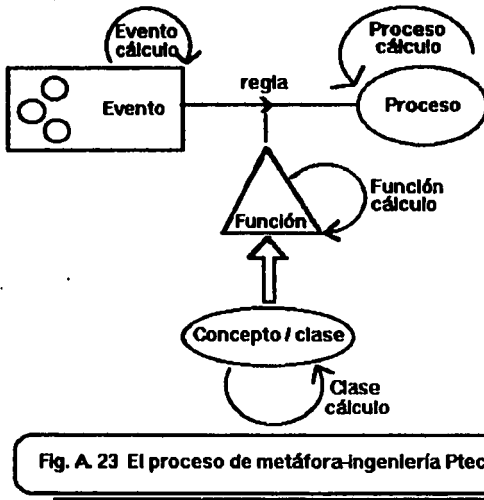 Evento
cálculo
Proceso
cálculo
regla
Evento
Proceso
Función
cálculo
Función
Concepto / clase
Clase
cálculo
Fig. A. 23 El proceso de metáfora-ingeniería Ptec